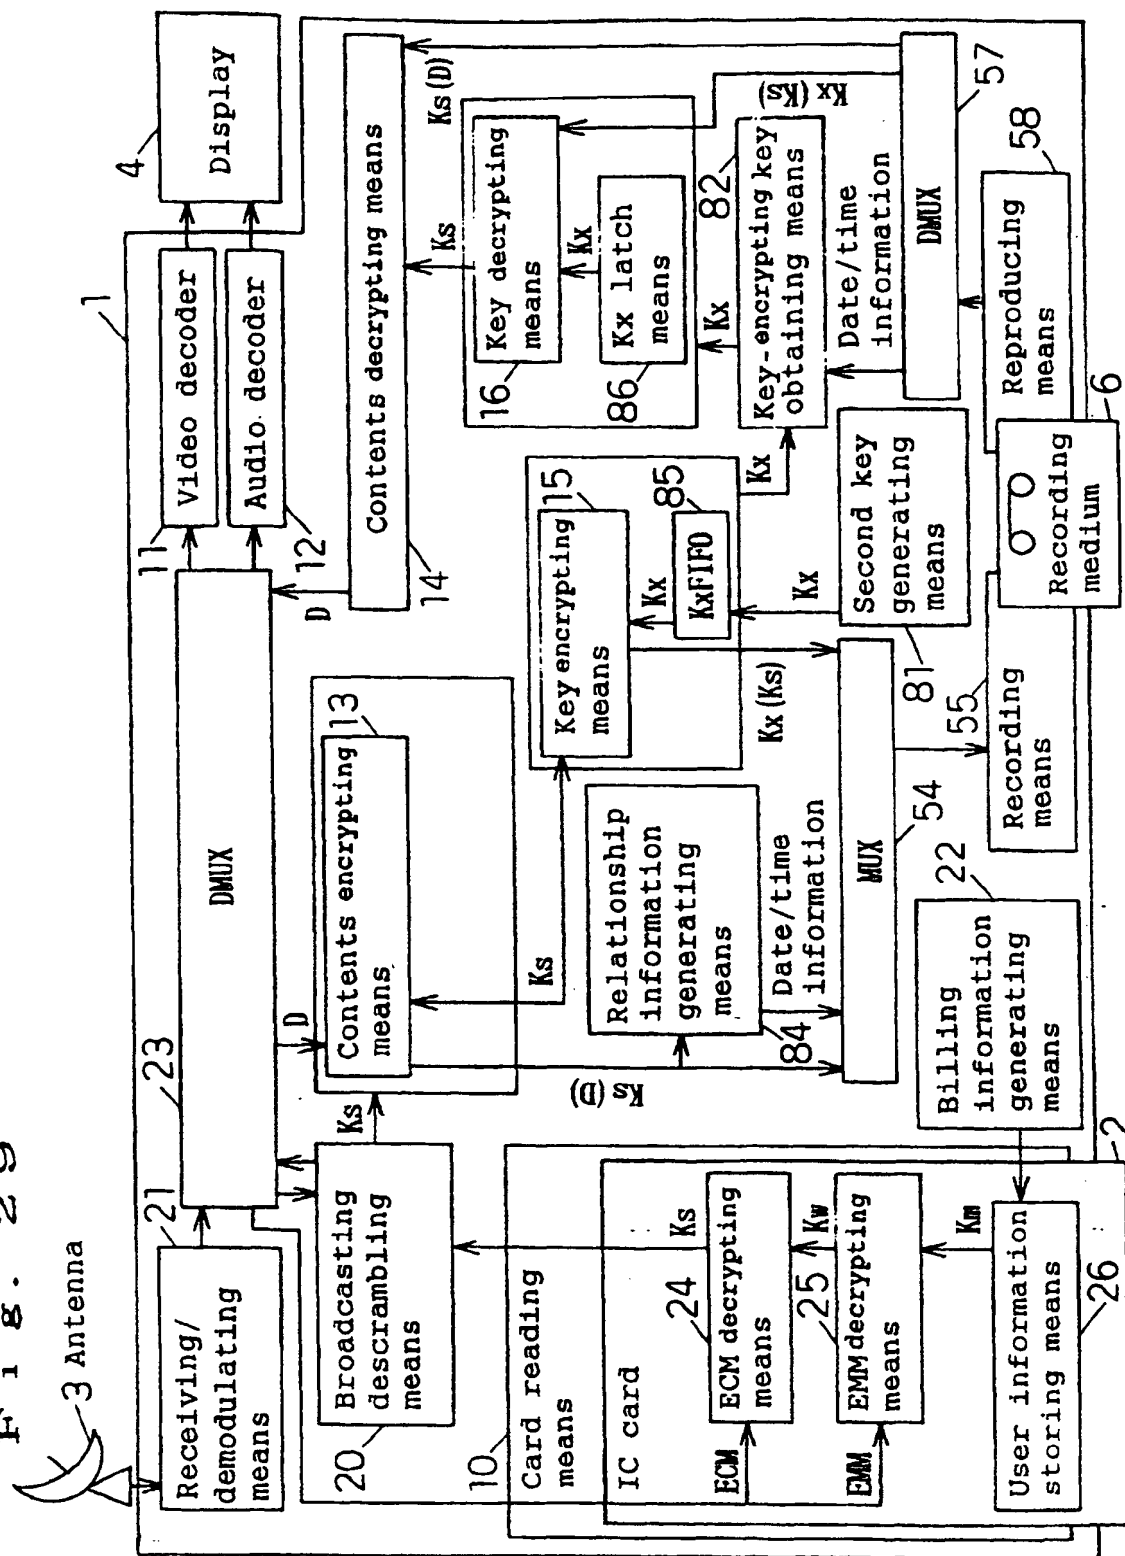 Fig. 29
3 Antenna
21
Receiving/
demodulating
means
23
DMUX
11
Video decoder
12
Audio decoder
1
4
Display
20
Broadcasting
descrambling
means
Ks
D
13
Contents encrypting
means
D
14
Contents decrypting means
Ks
Ks(D)
10
Card reading
means
IC card
2
ECM
24
ECM decrypting
means
Ks
Kw
EMM
25
EMM decrypting
means
Km
User information
storing means
26
22
Billing
information
generating
means
Ks(D)
Ks
84
Relationship
information
generating
means
Date/time
information
15
Key encrypting
means
Kx
85
KxFIFO
Kx(Ks)
Kx
Kx
MUX
54
81
Second key
generating
means
16
Key decrypting
means
Kx
86
Kx latch
means
Kx
Kx(Ks)
82
Key-encrypting key
obtaining means
Date/time
information
DMUX
57
55
Recording
means
Recording
medium
6
Reproducing
means
58